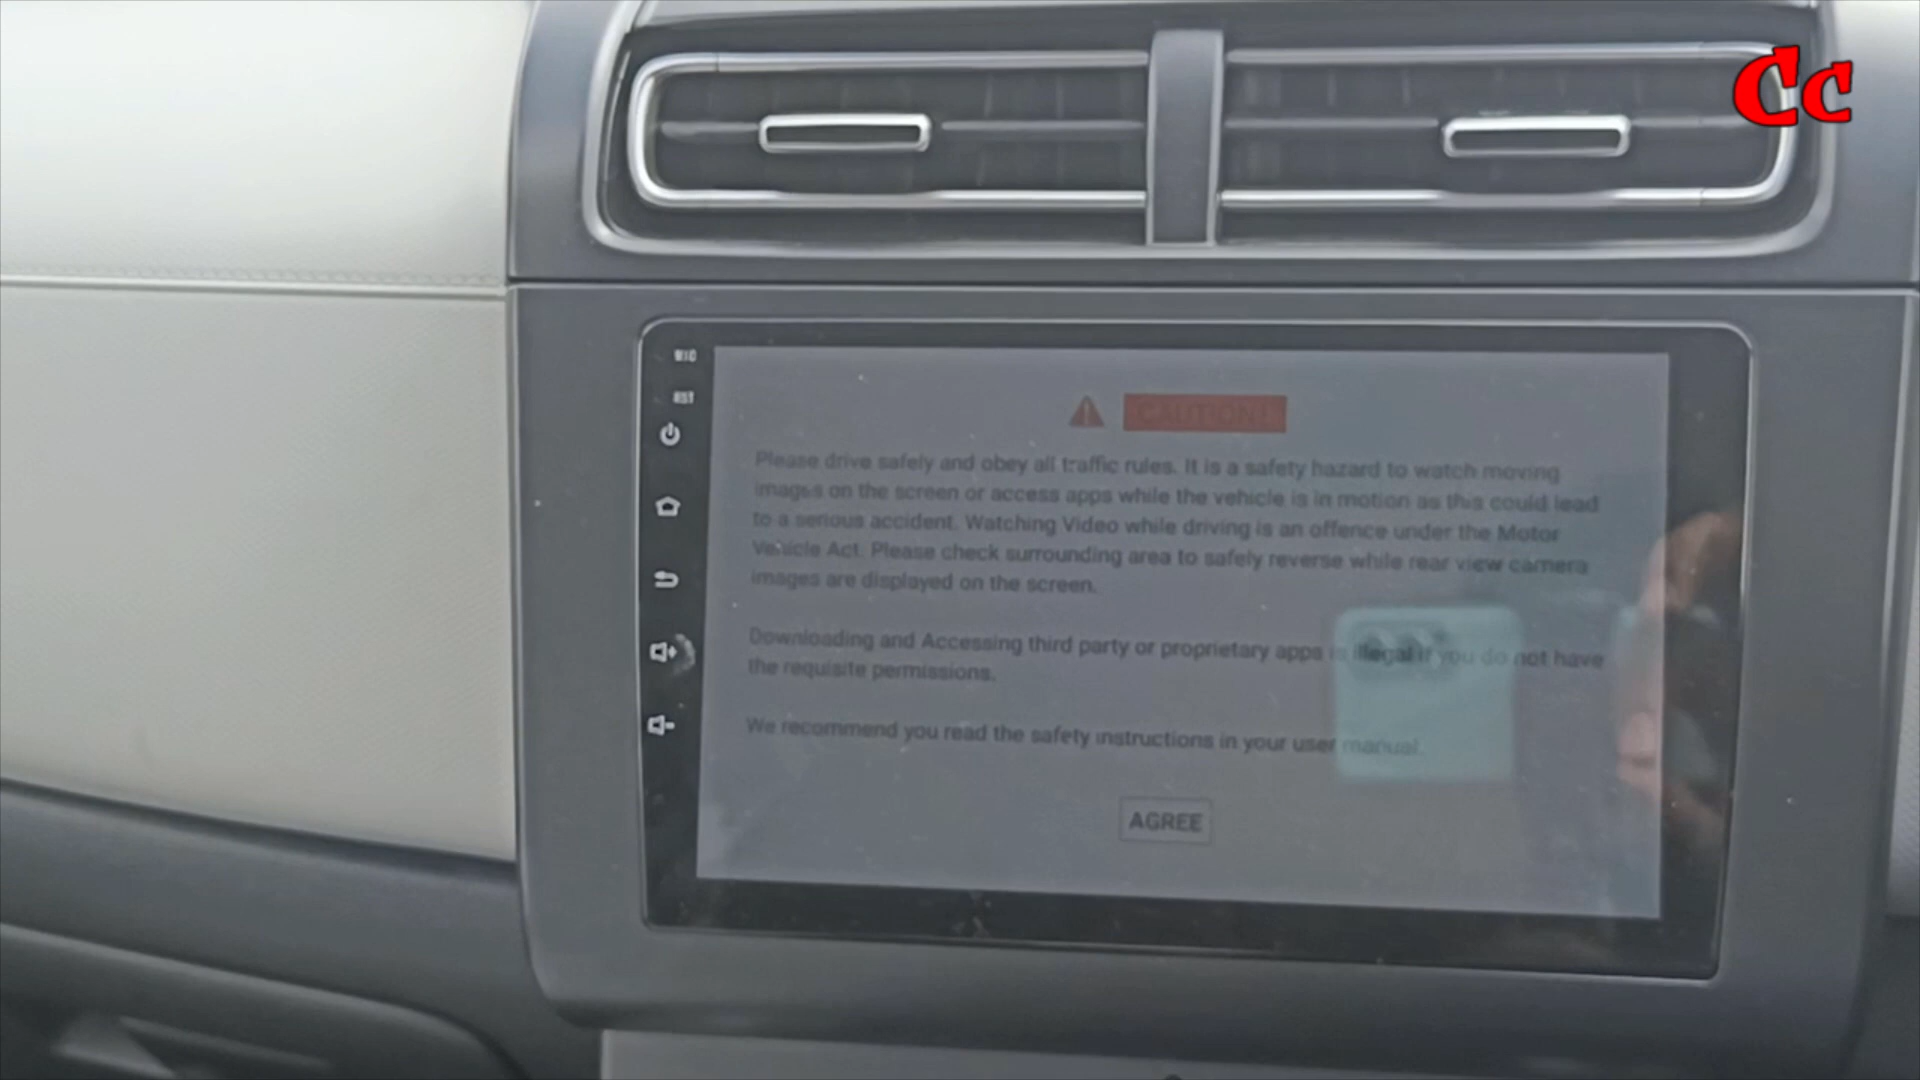 Cc
MIC
RST
CAUTION!
Please drive safely and obey all traffic rules. It is a safety hazard to watch moving
images on the screen or access apps while the vehicle is in motion as this could lead
to a serious accident. Watching Video while driving is an offence under the Motor
Vehicle Act. Please check surrounding area to safely reverse while rear view camera
images are displayed on the screen.
Downloading and Accessing third party or proprietary apps is illegal if you do not have
the requisite permissions.
We recommend you read the safety instructions in your user manual.
AGREE